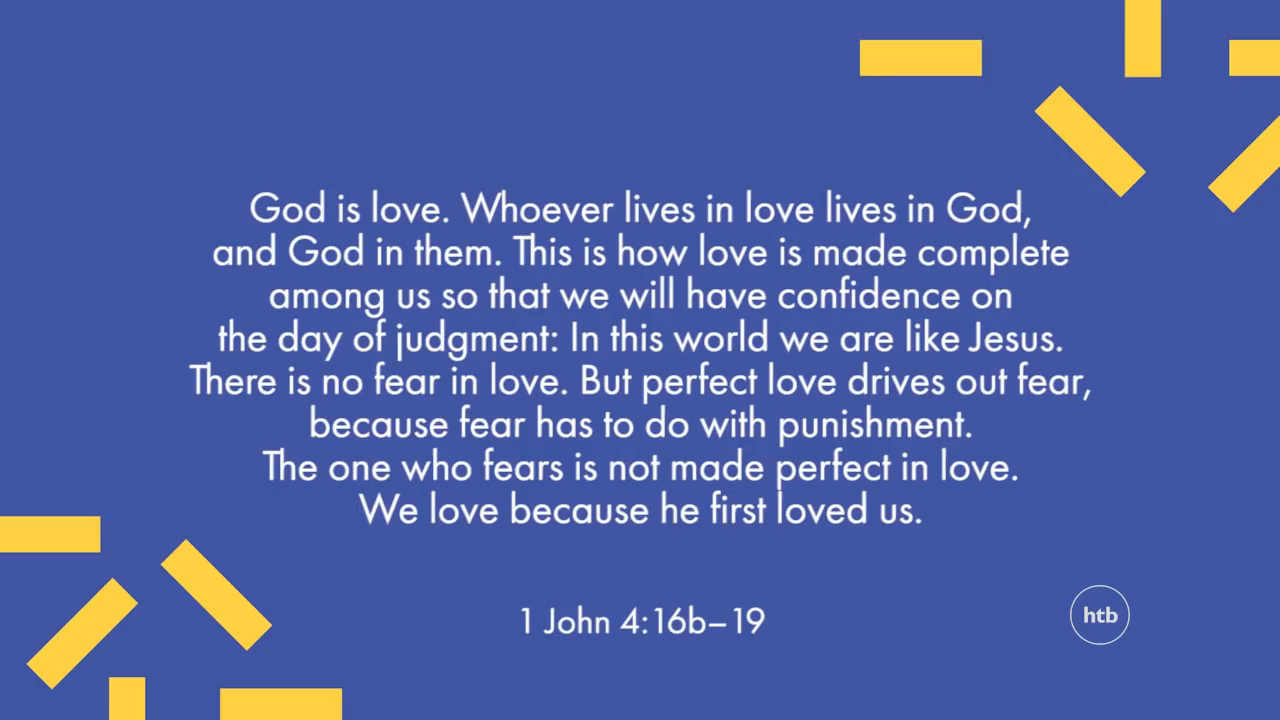 God is love. Whoever lives in love lives in God,
and God in them. This is how love is made complete
among us so that we will have confidence on
the day of judgment: In this world we are like Jesus.
There is no fear in love. But perfect love drives out fear,
because fear has to do with punishment.
The one who fears is not made perfect in love.
We love because he first loved us.
1 John 4:16b–19
htb